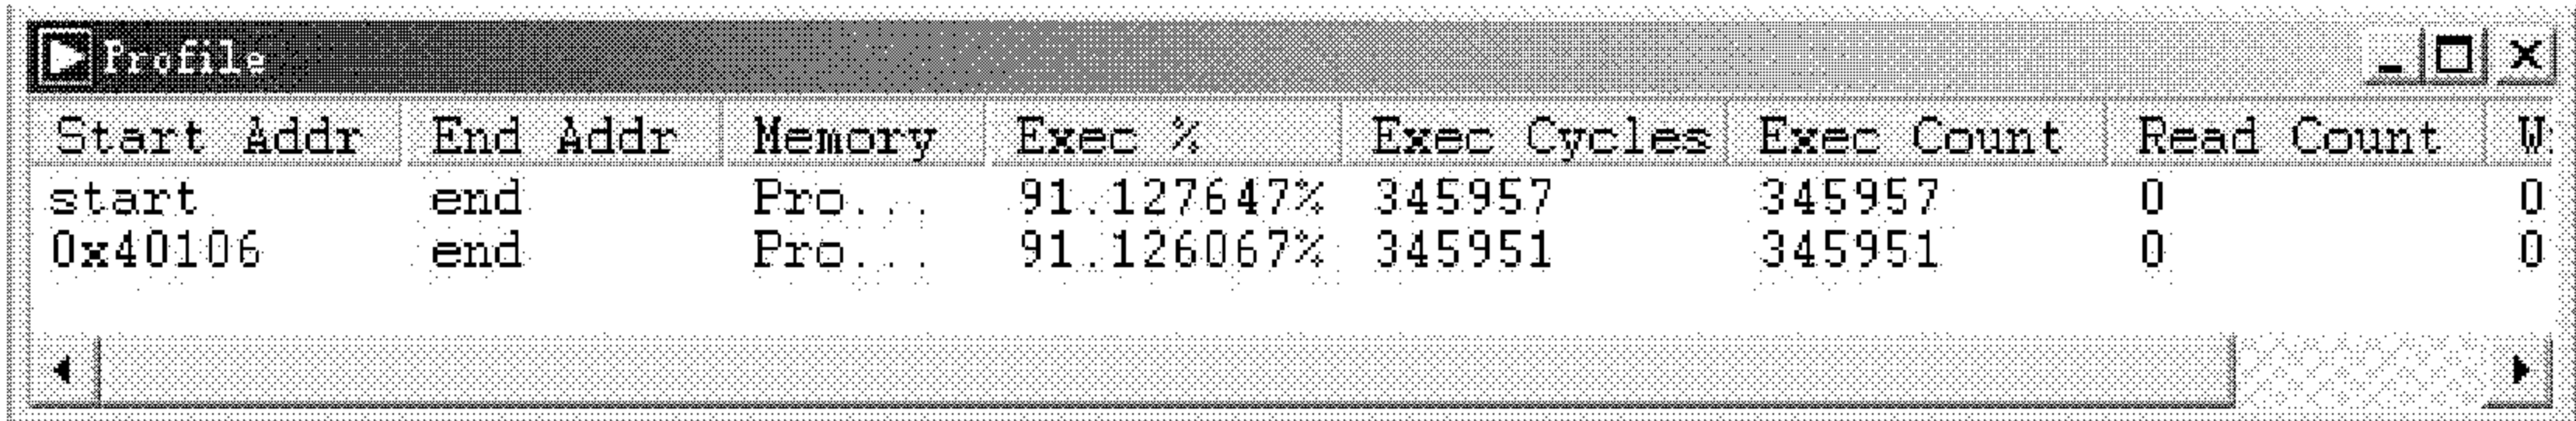 Profile
Start Addr End Addr Memory Exec % Exec Cycles Exec Count Read Count W
start end Pro... 91.127647% 345957 345957 0 0
0x40106 end Pro... 91.126067% 345951 345951 0 0